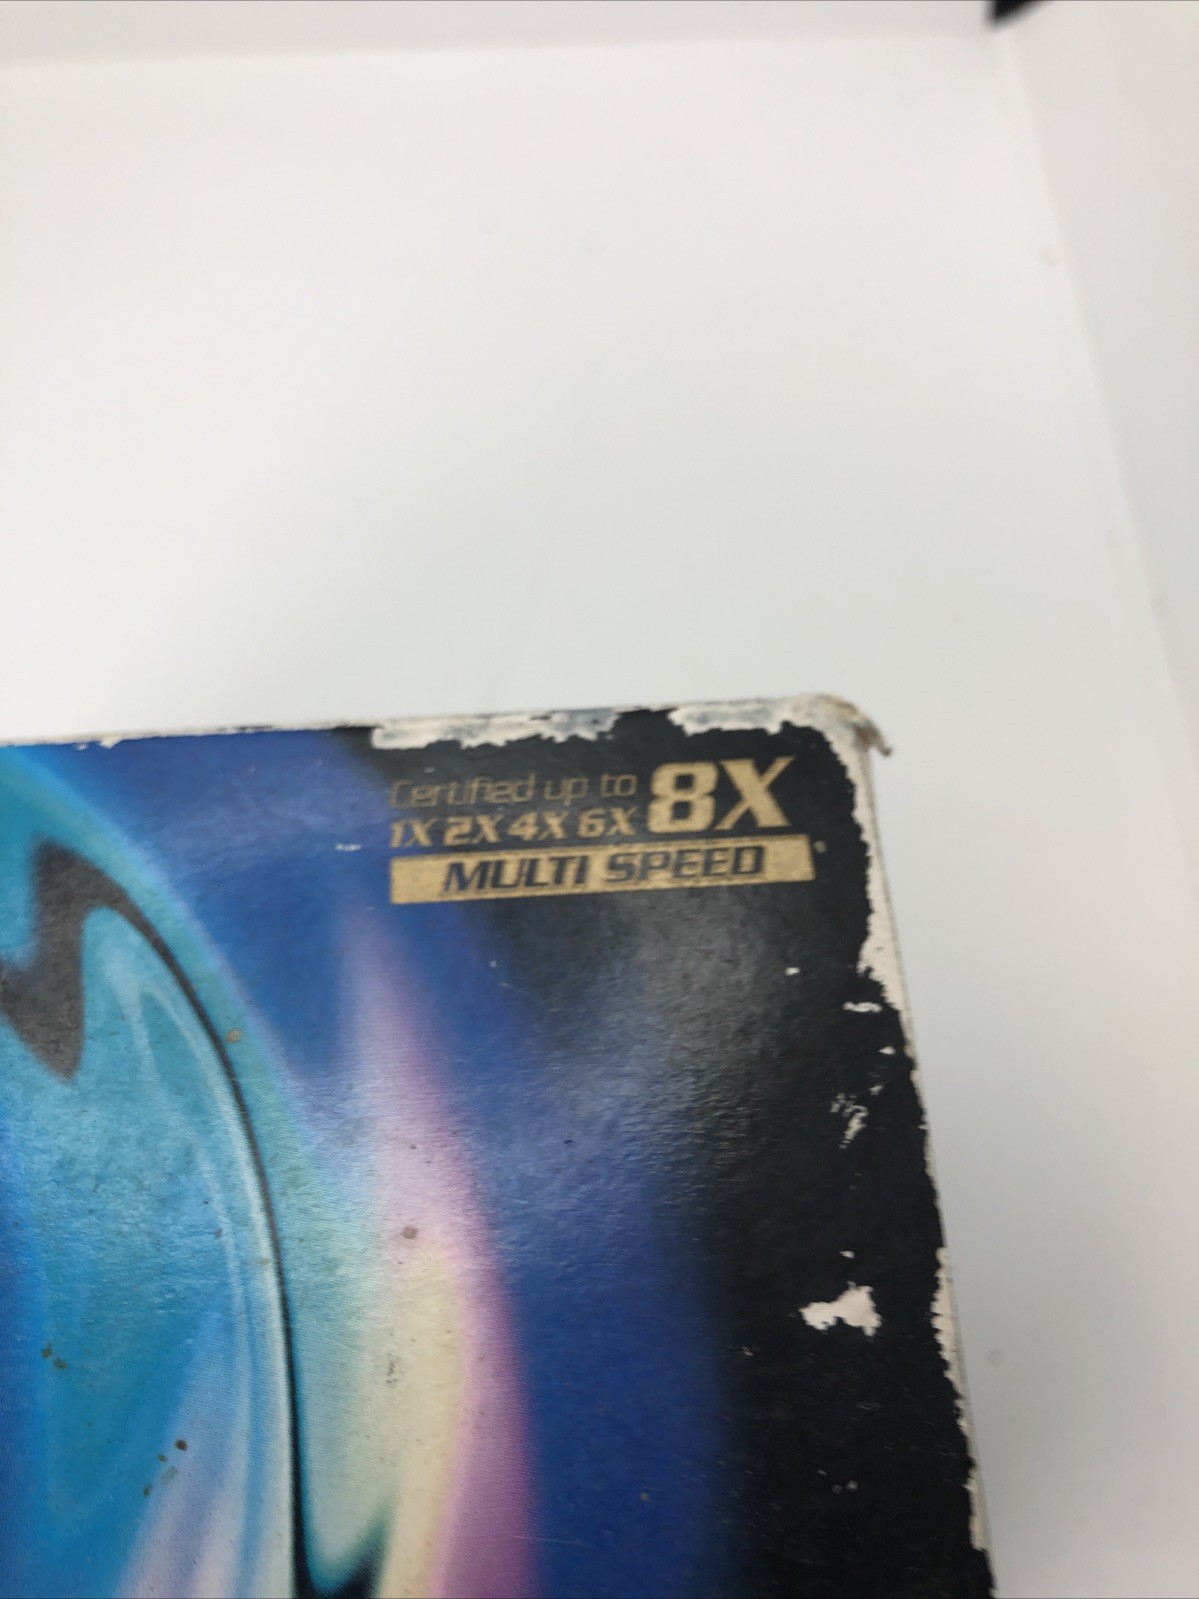 Certified up to 8X
1X 2X 4X 6X
MULTI SPEED